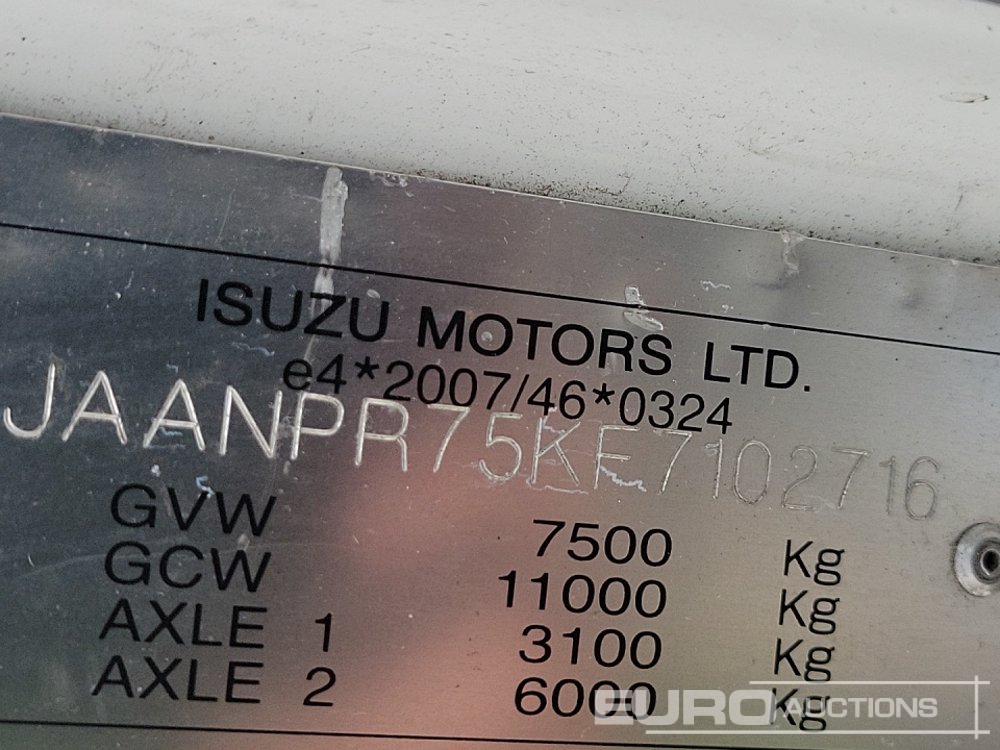 ISUZU MOTORS LTD.
e4*2007/46*0324
JAANPR75KF7102716
GVW 7500 Kg
GCW 11000 Kg
AXLE 1 3100 Kg
AXLE 2 6000 Kg
EURO AUCTIONS